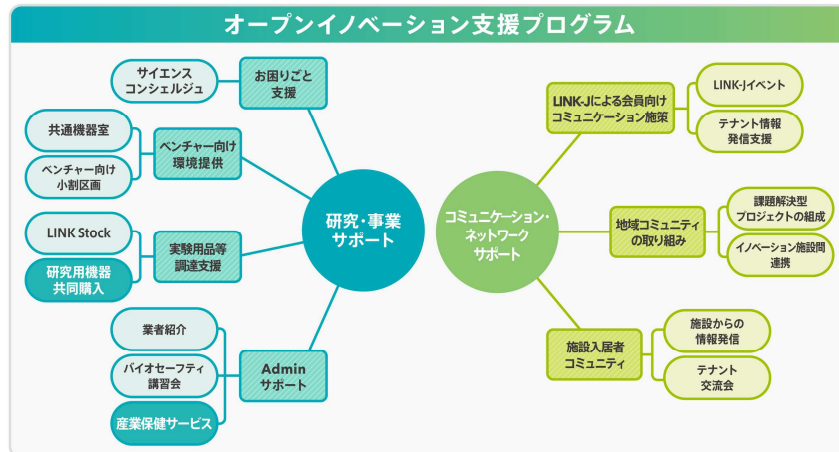 オープンイノベーション支援プログラム
サイエンス
コンシェルジュ
お困りごと
支援
共通機器室
ベンチャー向け
小割区画
ベンチャー向け
環境提供
LINK Stock
研究用機器
共同購入
実験用品等
調達支援
業者紹介
バイオセーフティ
講習会
産業保健サービス
Admin
サポート
研究・事業
サポート
コミュニケーション・
ネットワーク
サポート
LINK-Jによる会員向け
コミュニケーション施策
LINK-Jイベント
テナント情報
発信支援
地域コミュニティ
の取り組み
課題解決型
プロジェクトの組成
イノベーション施設間
連携
施設入居者
コミュニティ
施設からの
情報発信
テナント
交流会